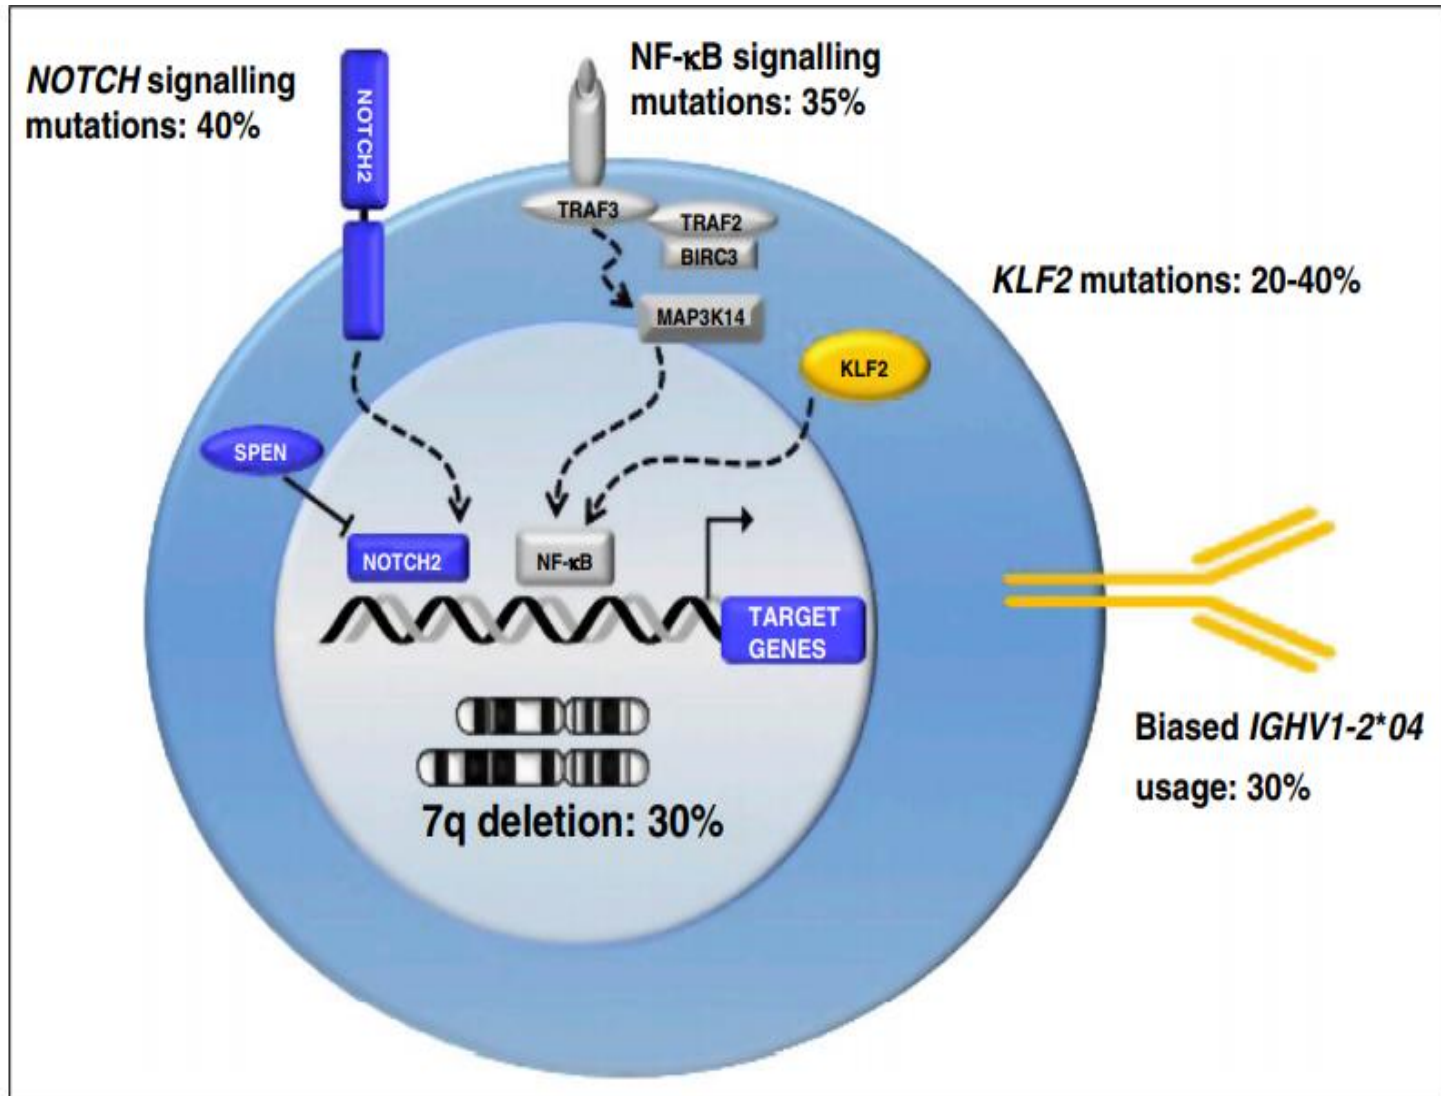 NOTCH signalling
mutations: 40%
NOTCH2
NF-κB signalling
mutations: 35%
TRAF3
TRAF2
BIRC3
MAP3K14
KLF2 mutations: 20-40%
KLF2
SPEN
NOTCH2
NF-κB
TARGET
GENES
Biased IGHV1-2*04
usage: 30%
7q deletion: 30%